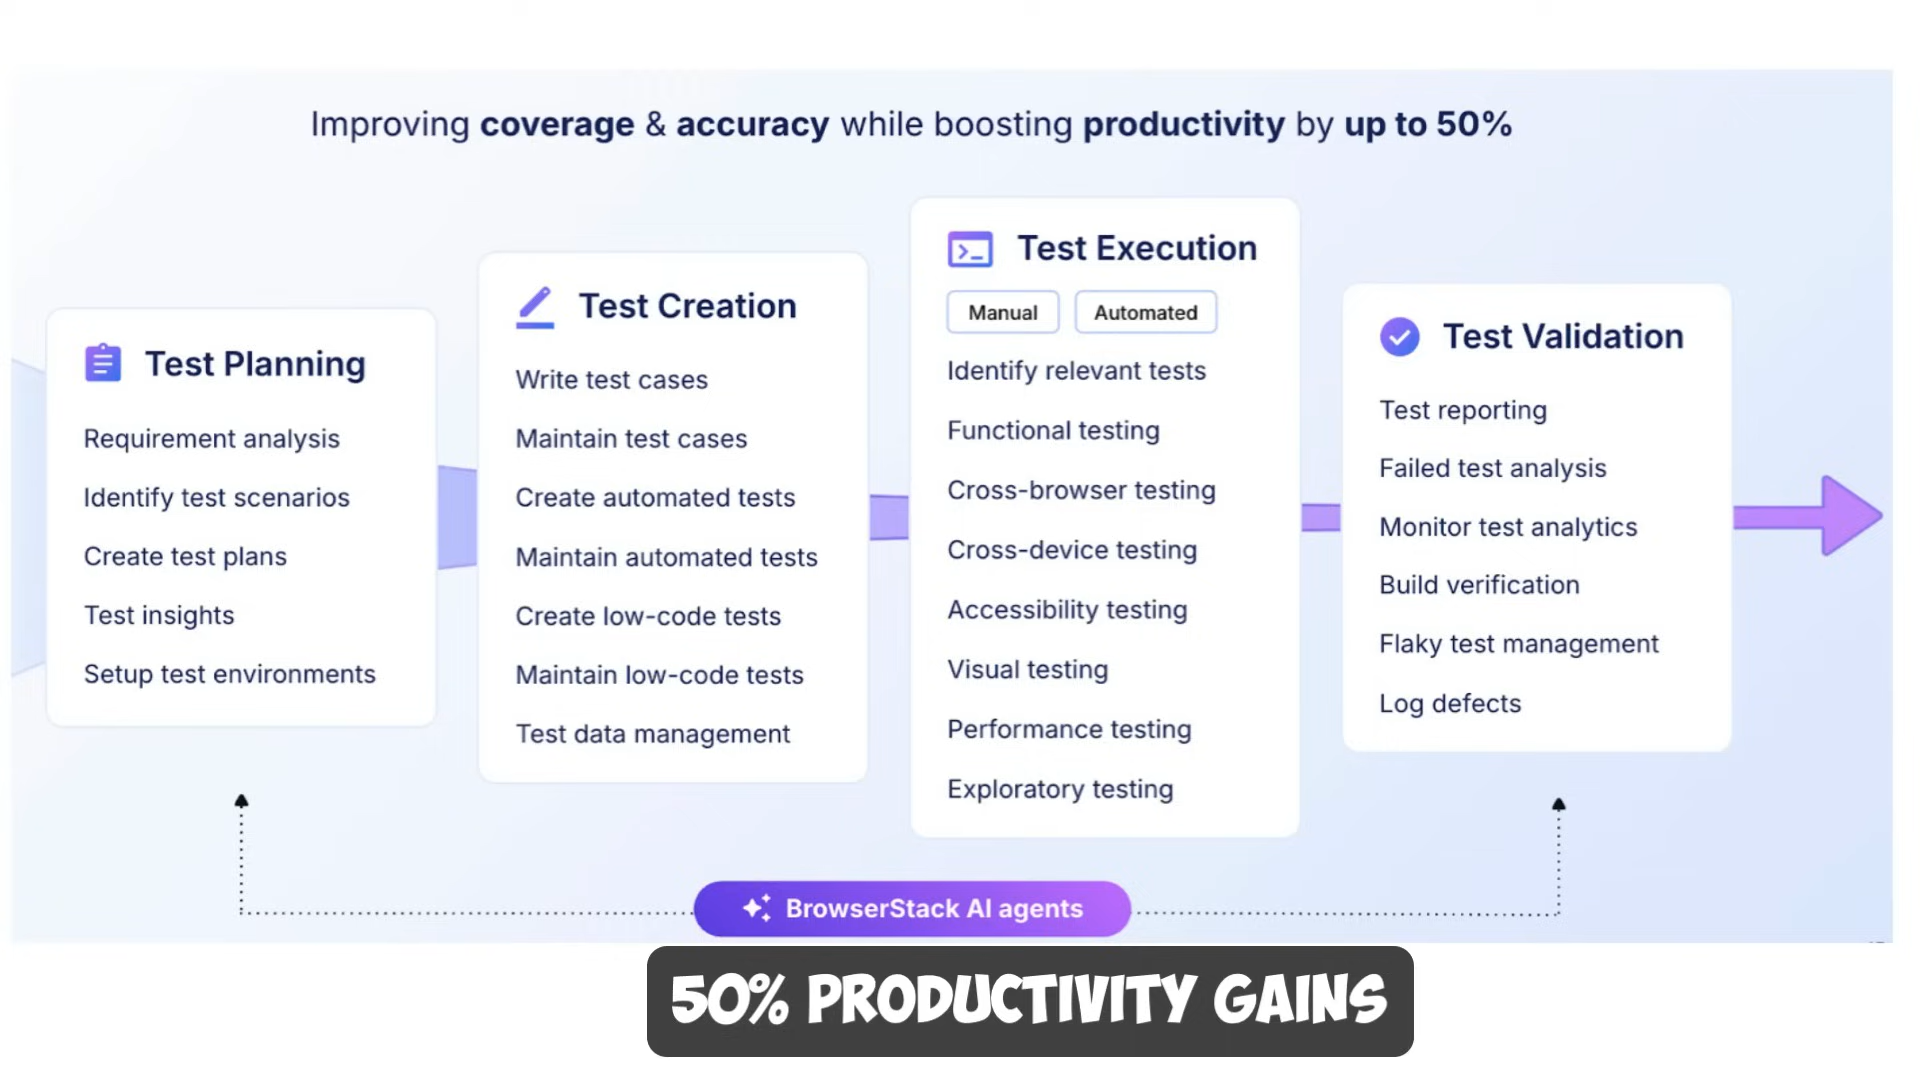 Improving coverage & accuracy while boosting productivity by up to 50%
Test Planning
Requirement analysis
Identify test scenarios
Create test plans
Test insights
Setup test environments
Test Creation
Write test cases
Maintain test cases
Create automated tests
Maintain automated tests
Create low-code tests
Maintain low-code tests
Test data management
Test Execution
Manual
Automated
Identify relevant tests
Functional testing
Cross-browser testing
Cross-device testing
Accessibility testing
Visual testing
Performance testing
Exploratory testing
Test Validation
Test reporting
Failed test analysis
Monitor test analytics
Build verification
Flaky test management
Log defects
BrowserStack AI agents
50% PRODUCTIVITY GAINS